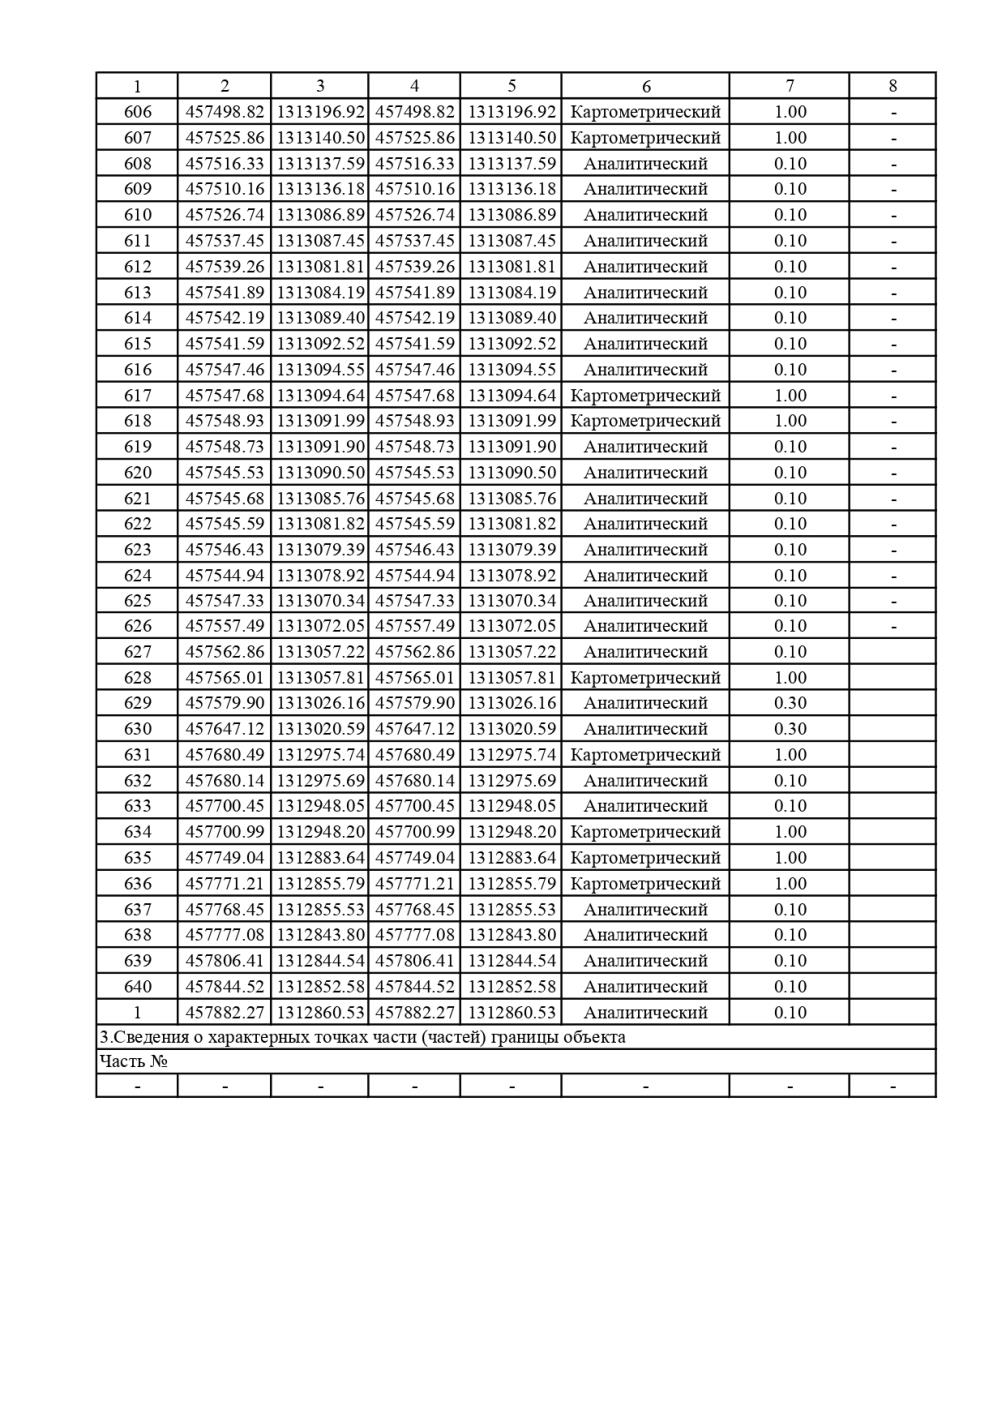 1 2 3 4 5 6 7 8
606 457498.82 1313196.92 457498.82 1313196.92 Картометрический 1.00 -
607 457525.86 1313140.50 457525.86 1313140.50 Картометрический 1.00 -
608 457516.33 1313137.59 457516.33 1313137.59 Аналитический 0.10 -
609 457510.16 1313136.18 457510.16 1313136.18 Аналитический 0.10 -
610 457526.74 1313086.89 457526.74 1313086.89 Аналитический 0.10 -
611 457537.45 1313087.45 457537.45 1313087.45 Аналитический 0.10 -
612 457539.26 1313081.81 457539.26 1313081.81 Аналитический 0.10 -
613 457541.89 1313084.19 457541.89 1313084.19 Аналитический 0.10 -
614 457542.19 1313089.40 457542.19 1313089.40 Аналитический 0.10 -
615 457541.59 1313092.52 457541.59 1313092.52 Аналитический 0.10 -
616 457547.46 1313094.55 457547.46 1313094.55 Аналитический 0.10 -
617 457547.68 1313094.64 457547.68 1313094.64 Картометрический 1.00 -
618 457548.93 1313091.99 457548.93 1313091.99 Картометрический 1.00 -
619 457548.73 1313091.90 457548.73 1313091.90 Аналитический 0.10 -
620 457545.53 1313090.50 457545.53 1313090.50 Аналитический 0.10 -
621 457545.68 1313085.76 457545.68 1313085.76 Аналитический 0.10 -
622 457545.59 1313081.82 457545.59 1313081.82 Аналитический 0.10 -
623 457546.43 1313079.39 457546.43 1313079.39 Аналитический 0.10 -
624 457544.94 1313078.92 457544.94 1313078.92 Аналитический 0.10 -
625 457547.33 1313070.34 457547.33 1313070.34 Аналитический 0.10 -
626 457557.49 1313072.05 457557.49 1313072.05 Аналитический 0.10 -
627 457562.86 1313057.22 457562.86 1313057.22 Аналитический 0.10
628 457565.01 1313057.81 457565.01 1313057.81 Картометрический 1.00
629 457579.90 1313026.16 457579.90 1313026.16 Аналитический 0.30
630 457647.12 1313020.59 457647.12 1313020.59 Аналитический 0.30
631 457680.49 1312975.74 457680.49 1312975.74 Картометрический 1.00
632 457680.14 1312975.69 457680.14 1312975.69 Аналитический 0.10
633 457700.45 1312948.05 457700.45 1312948.05 Аналитический 0.10
634 457700.99 1312948.20 457700.99 1312948.20 Картометрический 1.00
635 457749.04 1312883.64 457749.04 1312883.64 Картометрический 1.00
636 457771.21 1312855.79 457771.21 1312855.79 Картометрический 1.00
637 457768.45 1312855.53 457768.45 1312855.53 Аналитический 0.10
638 457777.08 1312843.80 457777.08 1312843.80 Аналитический 0.10
639 457806.41 1312844.54 457806.41 1312844.54 Аналитический 0.10
640 457844.52 1312852.58 457844.52 1312852.58 Аналитический 0.10
1 457882.27 1312860.53 457882.27 1312860.53 Аналитический 0.10
3.Сведения о характерных точках части (частей) границы объекта
Часть №
- - - - - - - -